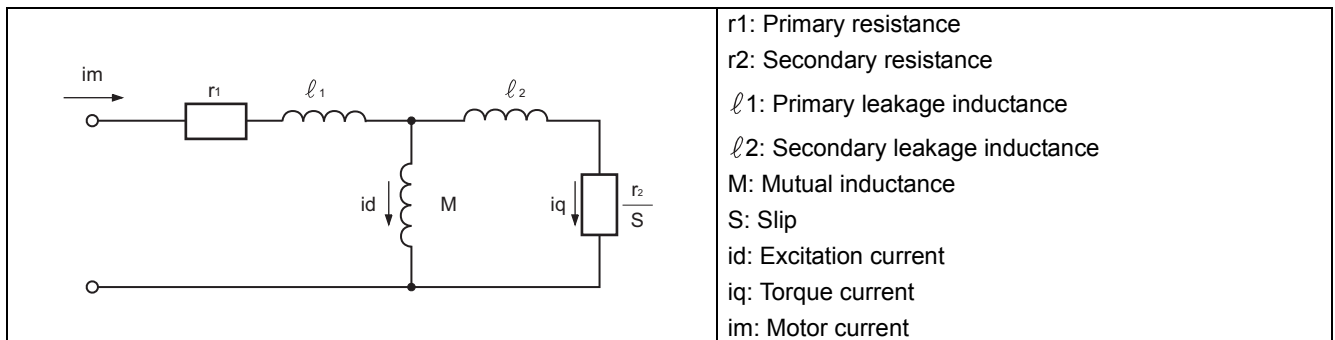 im
r1
ℓ1
ℓ2
id
M
iq
r2
S
r1: Primary resistance
r2: Secondary resistance
ℓ1: Primary leakage inductance
ℓ2: Secondary leakage inductance
M: Mutual inductance
S: Slip
id: Excitation current
iq: Torque current
im: Motor current